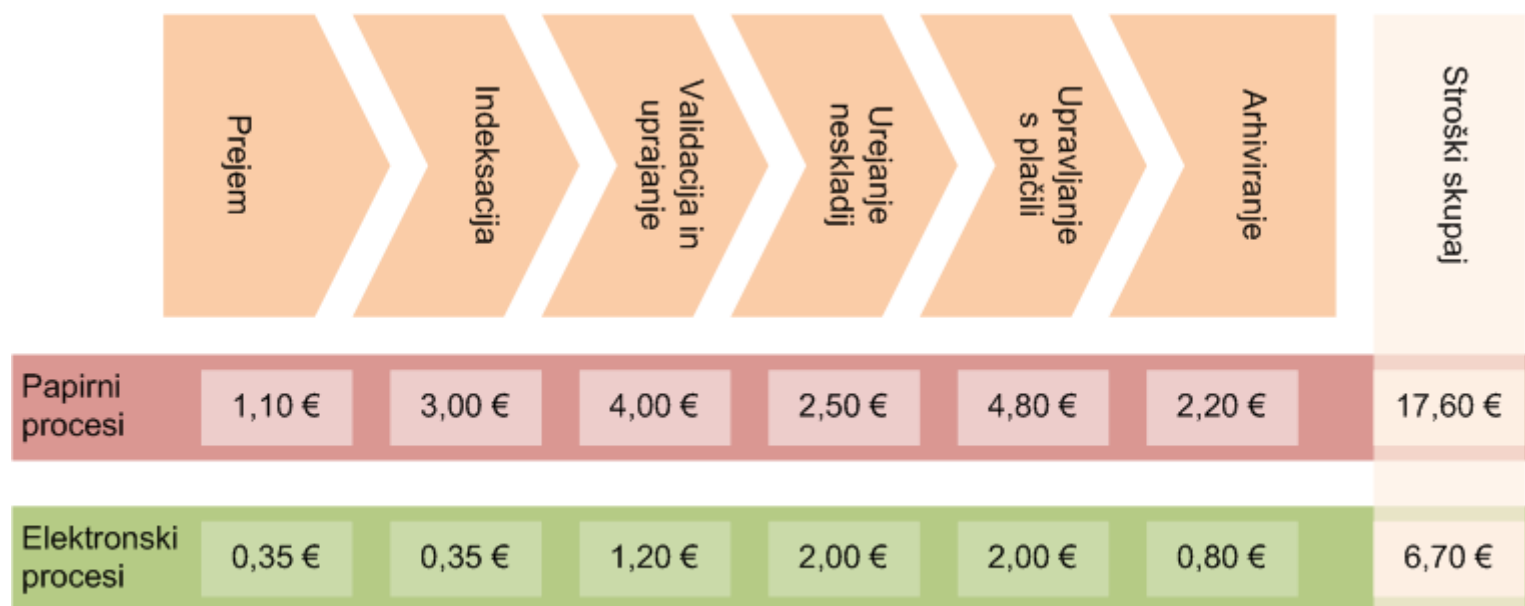 Prejem
Indeksacija
Validacija in
uprajanje
Urejanje
neskladij
Upravljanje
s plačili
Arhiviranje
Stroški skupaj
Papirni
procesi
1,10 €
3,00 €
4,00 €
2,50 €
4,80 €
2,20 €
17,60 €
Elektronski
procesi
0,35 €
0,35 €
1,20 €
2,00 €
2,00 €
0,80 €
6,70 €